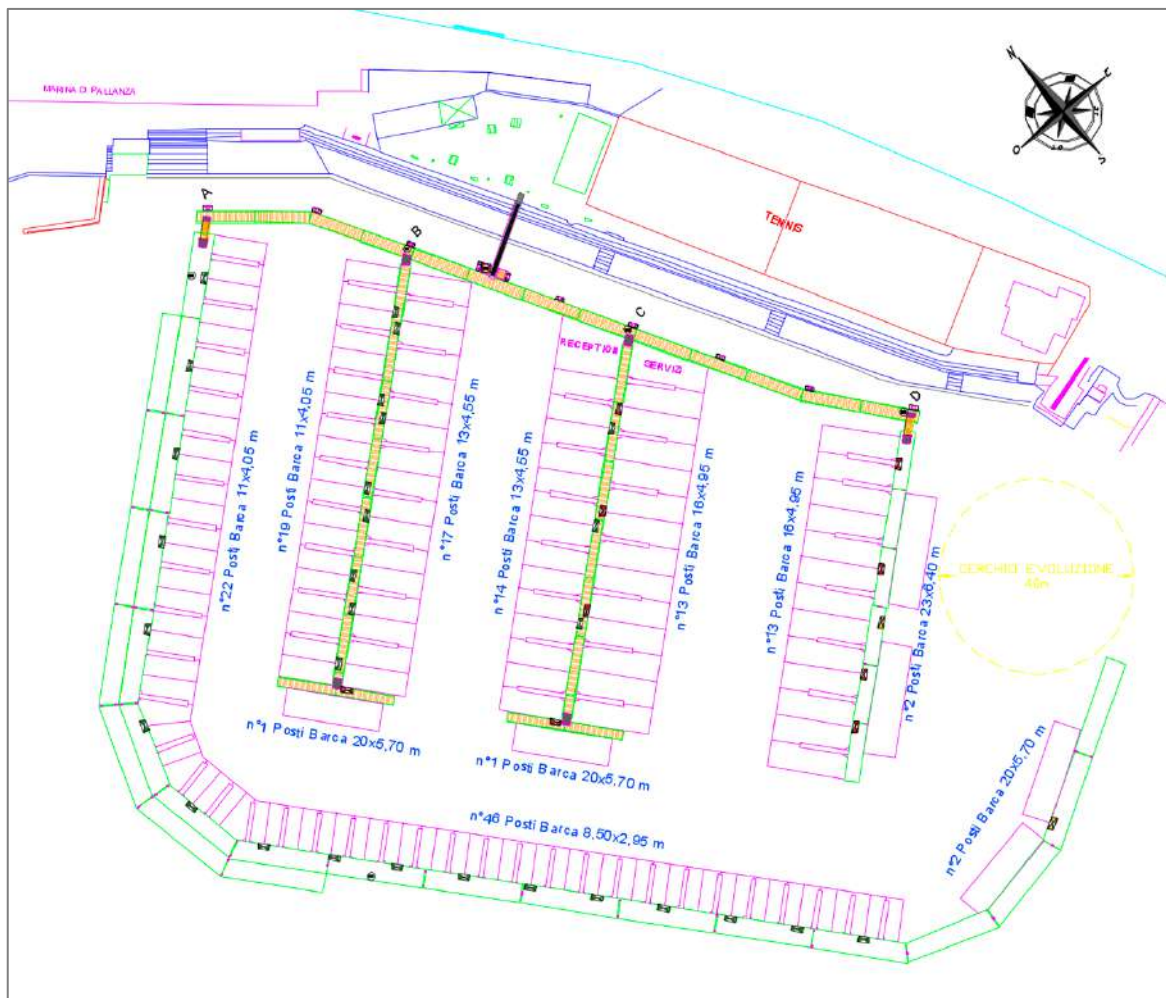 MARINA DI PALLANZA
N
E
O
TENNIS
A
B
C
D
RECEPTION
SERVIZI
n°22 Posti Barca 11x4,05 m
n°19 Posti Barca 11x4,05 m
n°17 Posti Barca 13x4,55 m
n°14 Posti Barca 13x4,55 m
n°13 Posti Barca 16x4,95 m
n°13 Posti Barca 16x4,95 m
n°2 Posti Barca 23x6,40 m
CERCHIO EVOLUZIONE
n°1 Posti Barca 20x5,70 m
n°1 Posti Barca 20x5,70 m
n°2 Posti Barca 20x5,70 m
n°46 Posti Barca 8,50x2,95 m